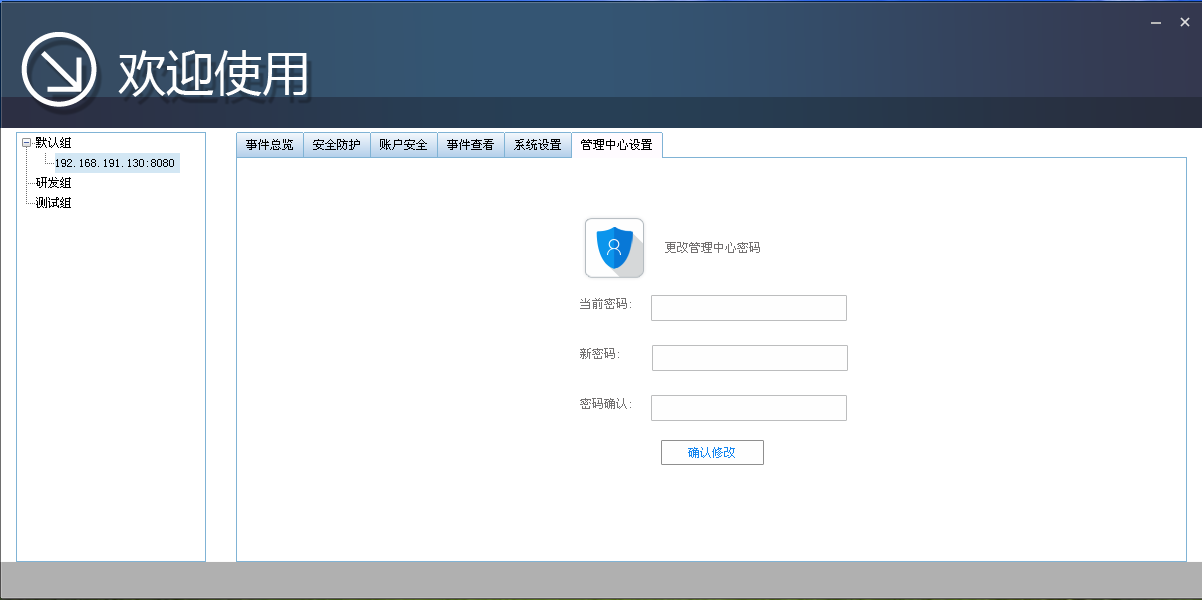 欢迎使用
默认组
192.168.191.130:8080
研发组
测试组
事件总览 安全防护 账户安全 事件查看 系统设置 管理中心设置
更改管理中心密码
当前密码:
新密码:
密码确认:
确认修改